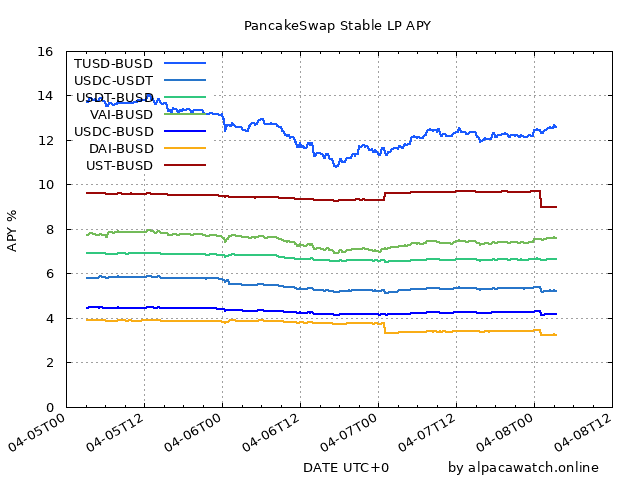 PancakeSwap Stable LP APY
16
14
12
10
8
6
4
2
0
APY %
TUSD-BUSD
USDC-USDT
USDT-BUSD
VAI-BUSD
USDC-BUSD
DAI-BUSD
UST-BUSD
04-05T00
04-05T12
04-06T00
04-06T12
04-07T00
04-07T12
04-08T00
04-08T12
DATE UTC+0
by alpacawatch.online